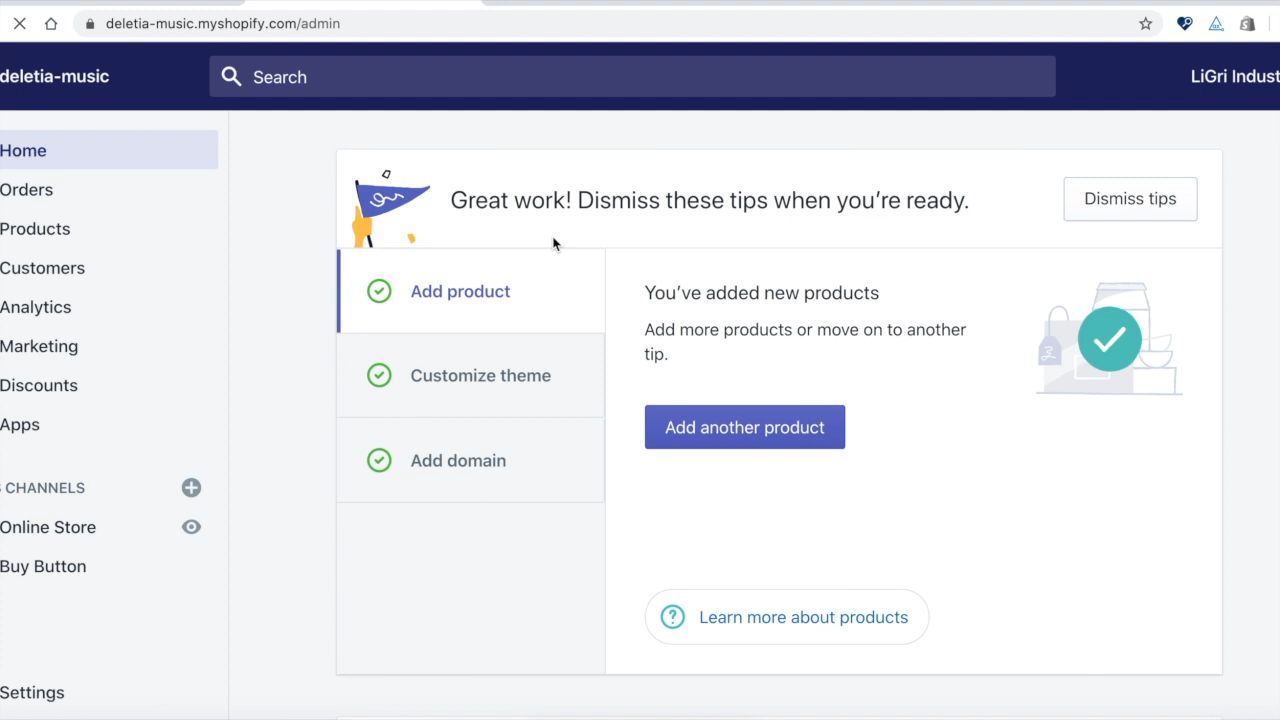 deletia-music.myshopify.com/admin
deletia-music
Search
LiGri Indust
Home
Orders
Products
Customers
Analytics
Marketing
Discounts
Apps
S CHANNELS
Online Store
Buy Button
Settings
Great work! Dismiss these tips when you’re ready.
Dismiss tips
Add product
Customize theme
Add domain
You’ve added new products
Add more products or move on to another
tip.
Add another product
Learn more about products